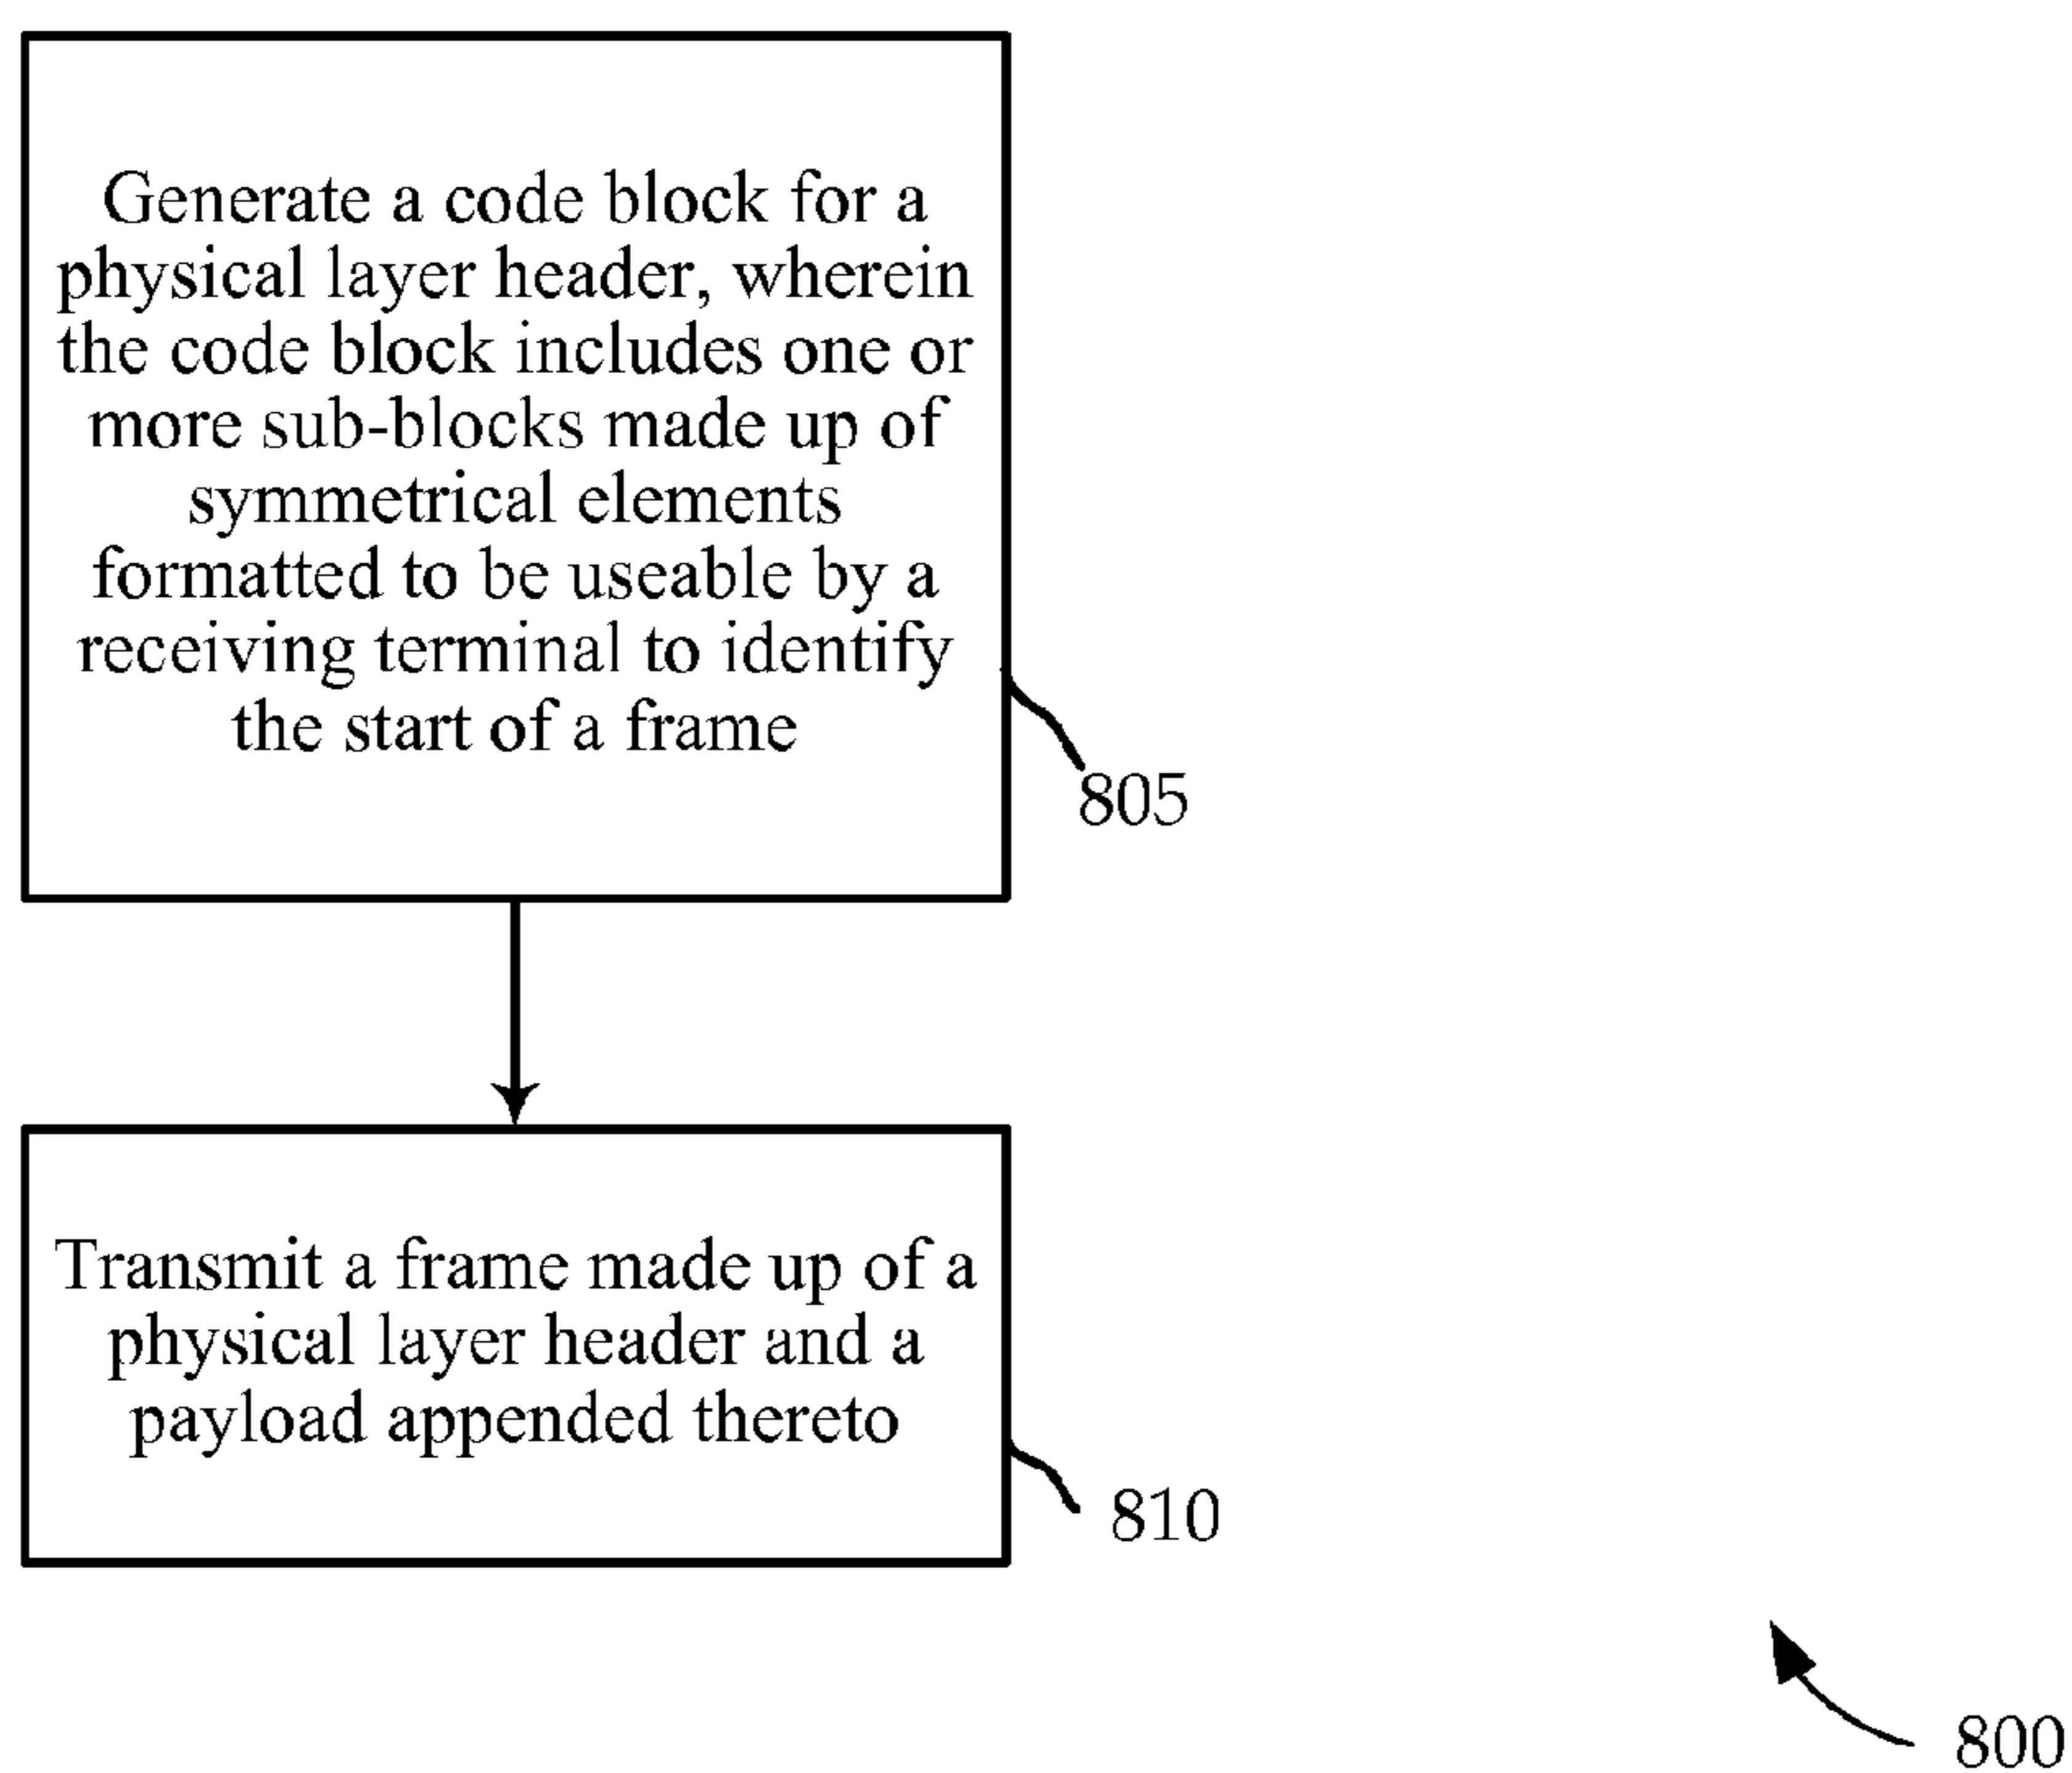 Generate a code block for a
physical layer header, wherein
the code block includes one or
more sub-blocks made up of
symmetrical elements
formatted to be useable by a
receiving terminal to identify
the start of a frame
805
Transmit a frame made up of a
physical layer header and a
payload appended thereto
810
800